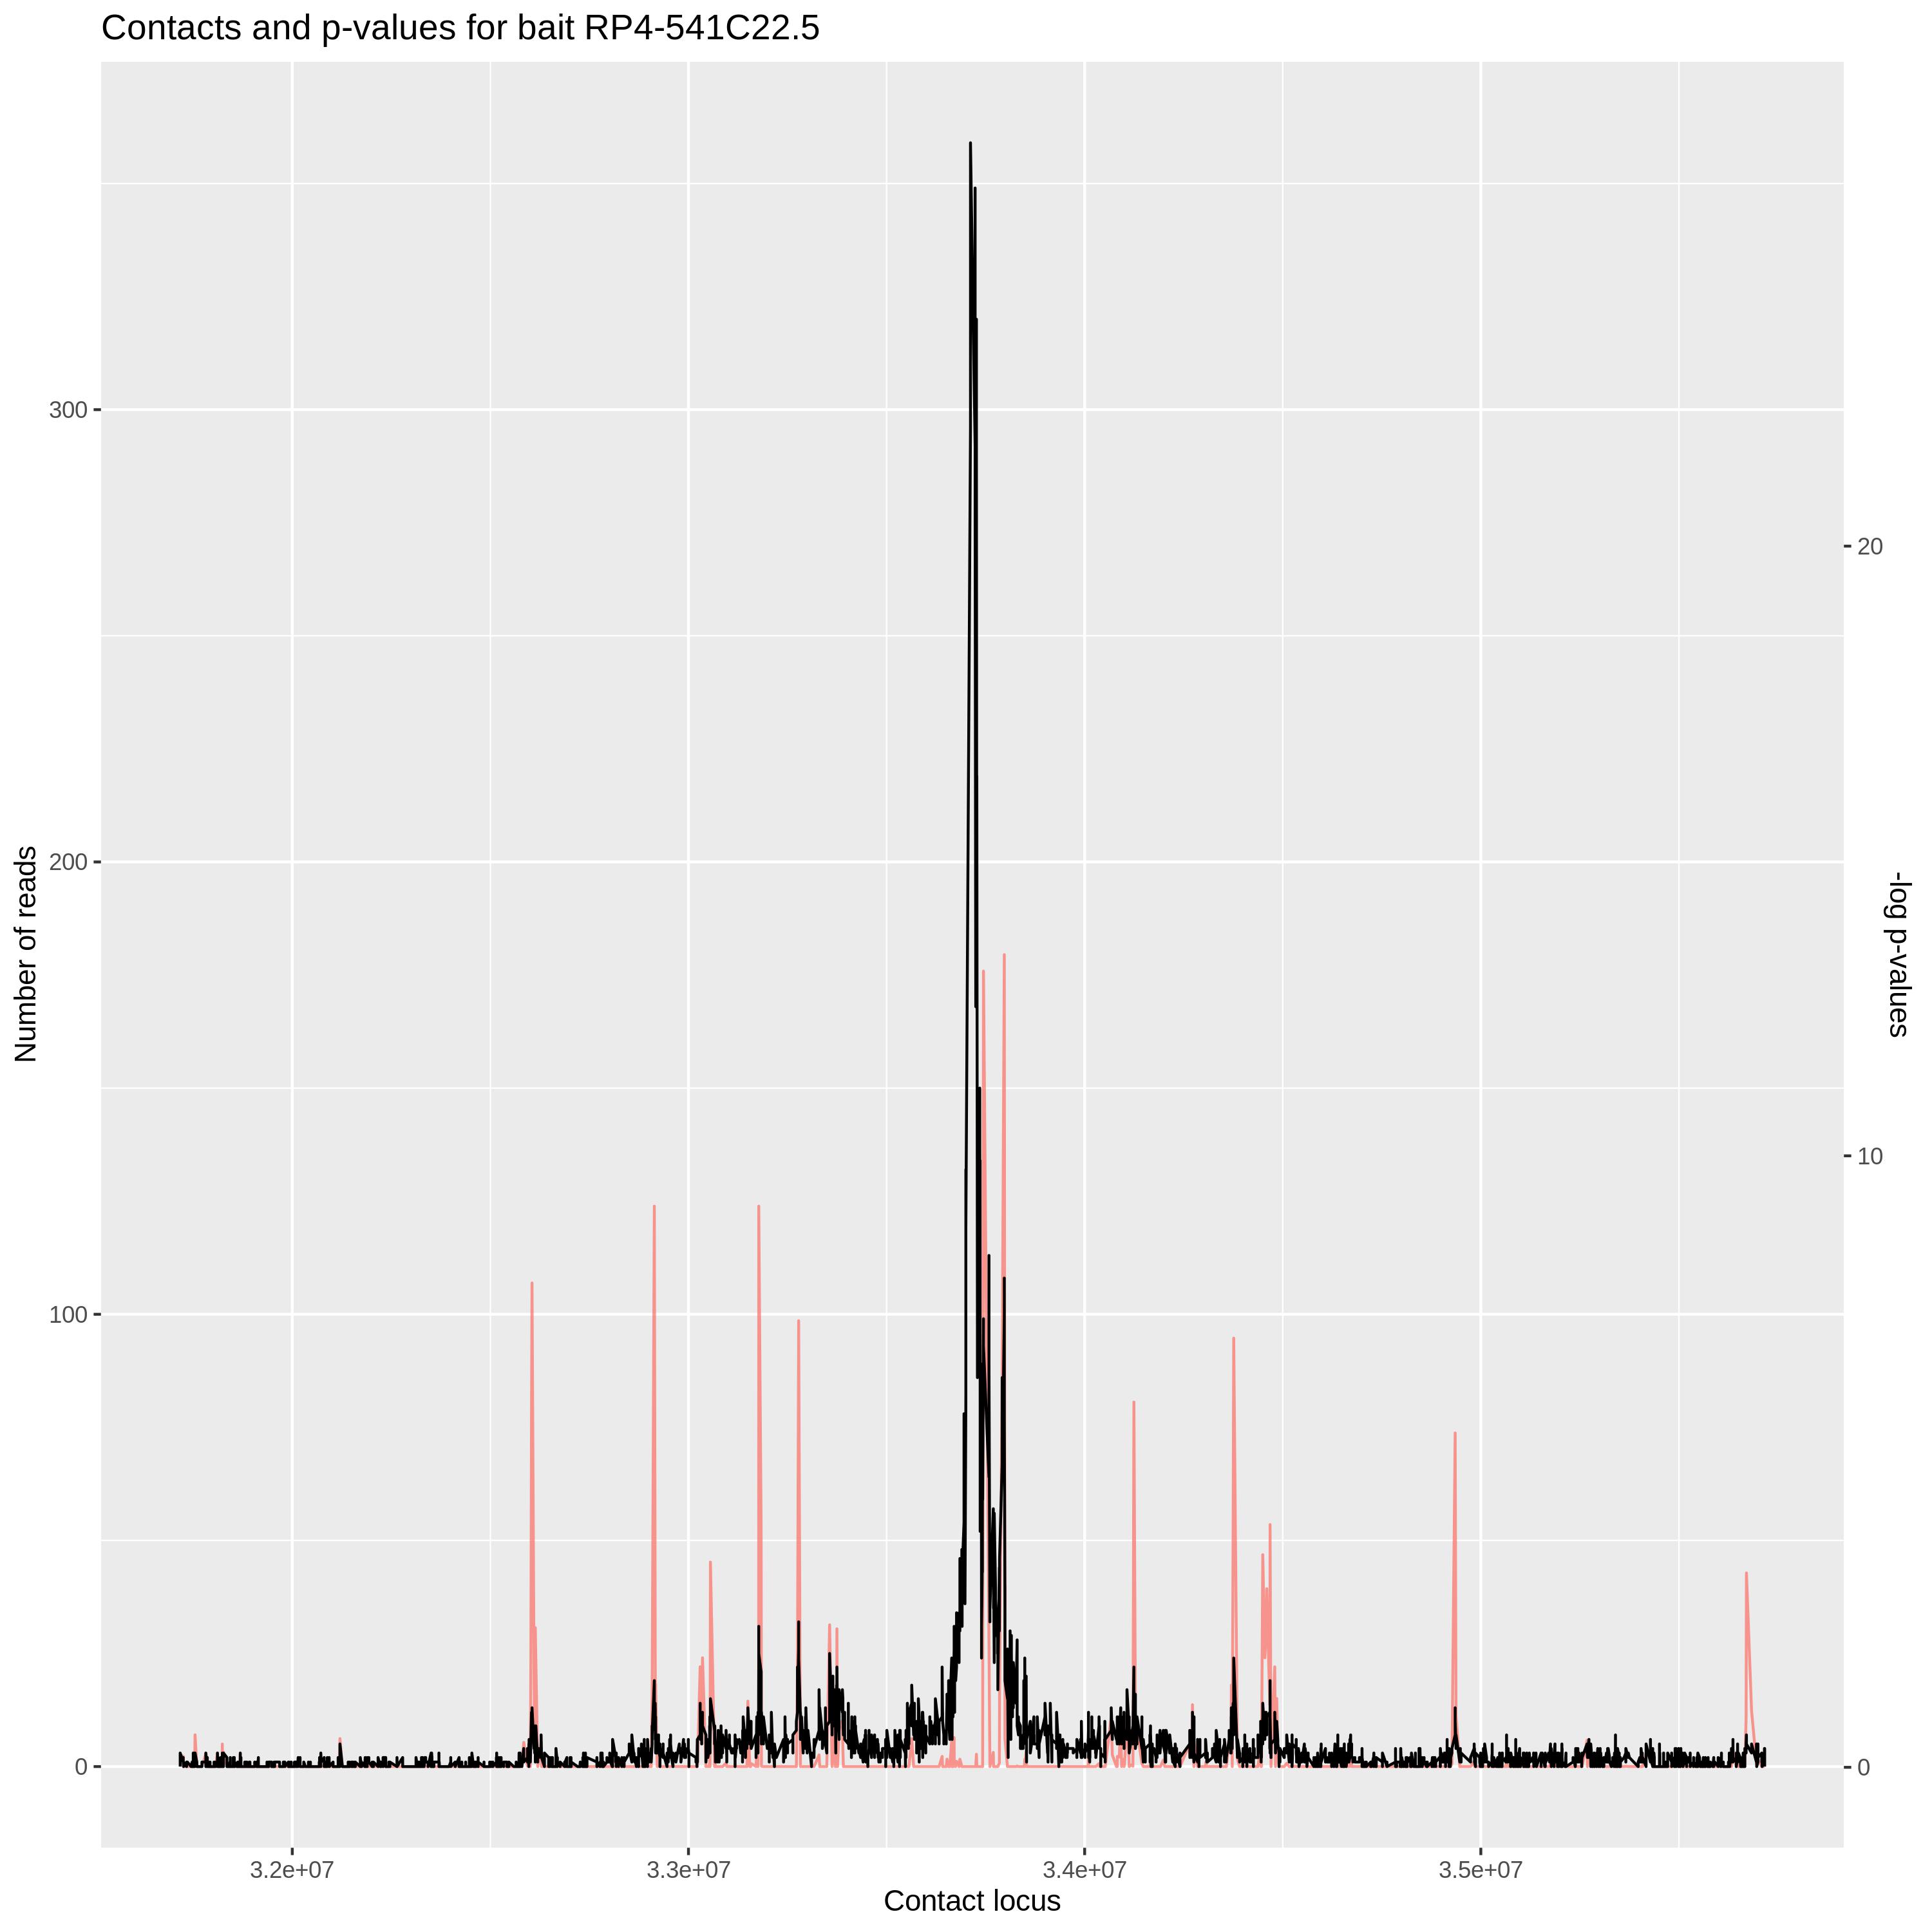 Contacts and p-values for bait RP4-541C22.5
300
200
100
0
Number of reads
20
10
0
-log p-values
3.2e+07
3.3e+07
3.4e+07
3.5e+07
Contact locus